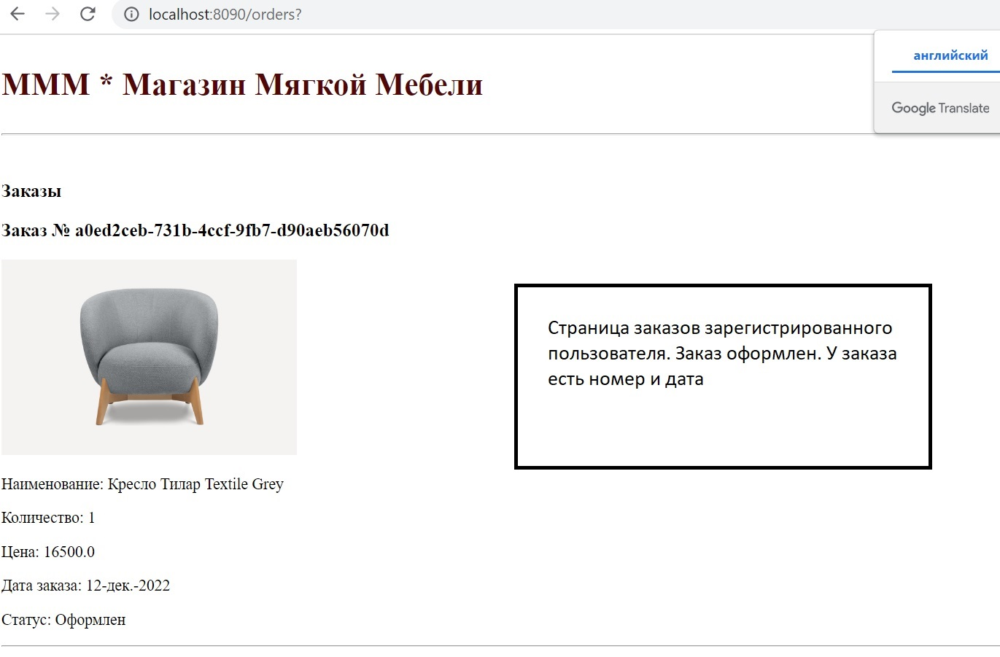 localhost:8090/orders?
английский
Google Translate
МММ * Магазин Мягкой Мебели
Заказы
Заказ № a0ed2ceb-731b-4ccf-9fb7-d90aeb56070d
Страница заказов зарегистрированного
пользователя. Заказ оформлен. У заказа
есть номер и дата
Наименование: Кресло Тилар Textile Grey
Количество: 1
Цена: 16500.0
Дата заказа: 12-дек.-2022
Статус: Оформлен